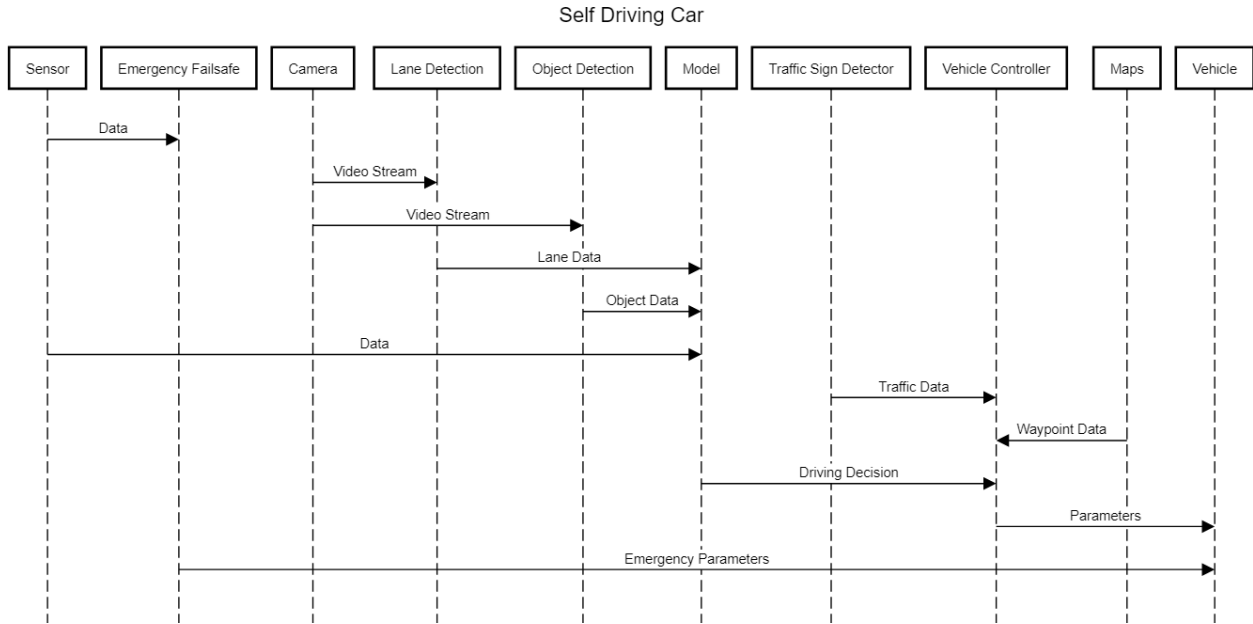 Self Driving Car
Sensor
Emergency Failsafe
Camera
Lane Detection
Object Detection
Model
Traffic Sign Detector
Vehicle Controller
Maps
Vehicle
Data
Video Stream
Video Stream
Lane Data
Object Data
Data
Traffic Data
Waypoint Data
Driving Decision
Parameters
Emergency Parameters